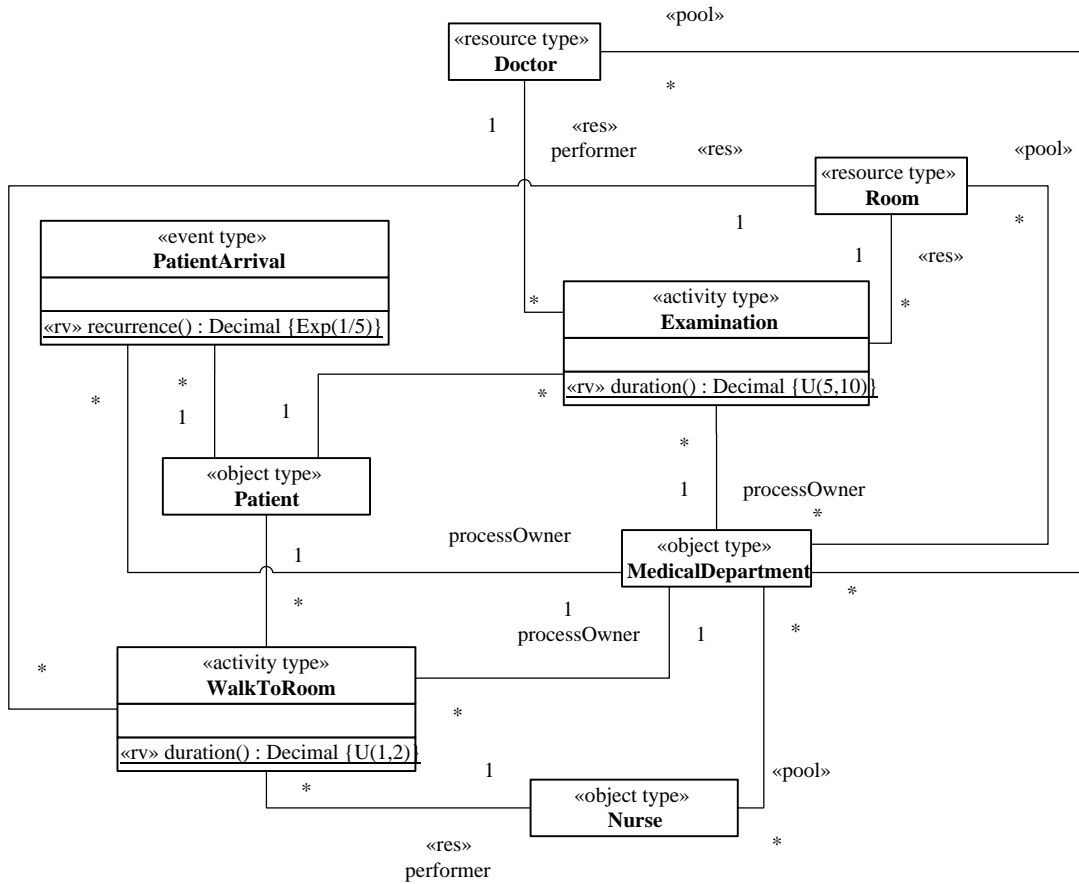 «pool»
«resource type»
Doctor
*
1
«res»
performer
«res»
«pool»
«resource type»
Room
1
*
1
«res»
«event type»
PatientArrival
«rv» recurrence() : Decimal {Exp(1/5)}
*
*
«activity type»
Examination
«rv» duration() : Decimal {U(5,10)}
*
*
1
1
*
*
1
processOwner
*
«object type»
Patient
processOwner
«object type»
MedicalDepartment
1
*
1
processOwner
1
*
*
«activity type»
WalkToRoom
«rv» duration() : Decimal {U(1,2)}
*
*
*
1
«pool»
«object type»
Nurse
«res»
performer
*